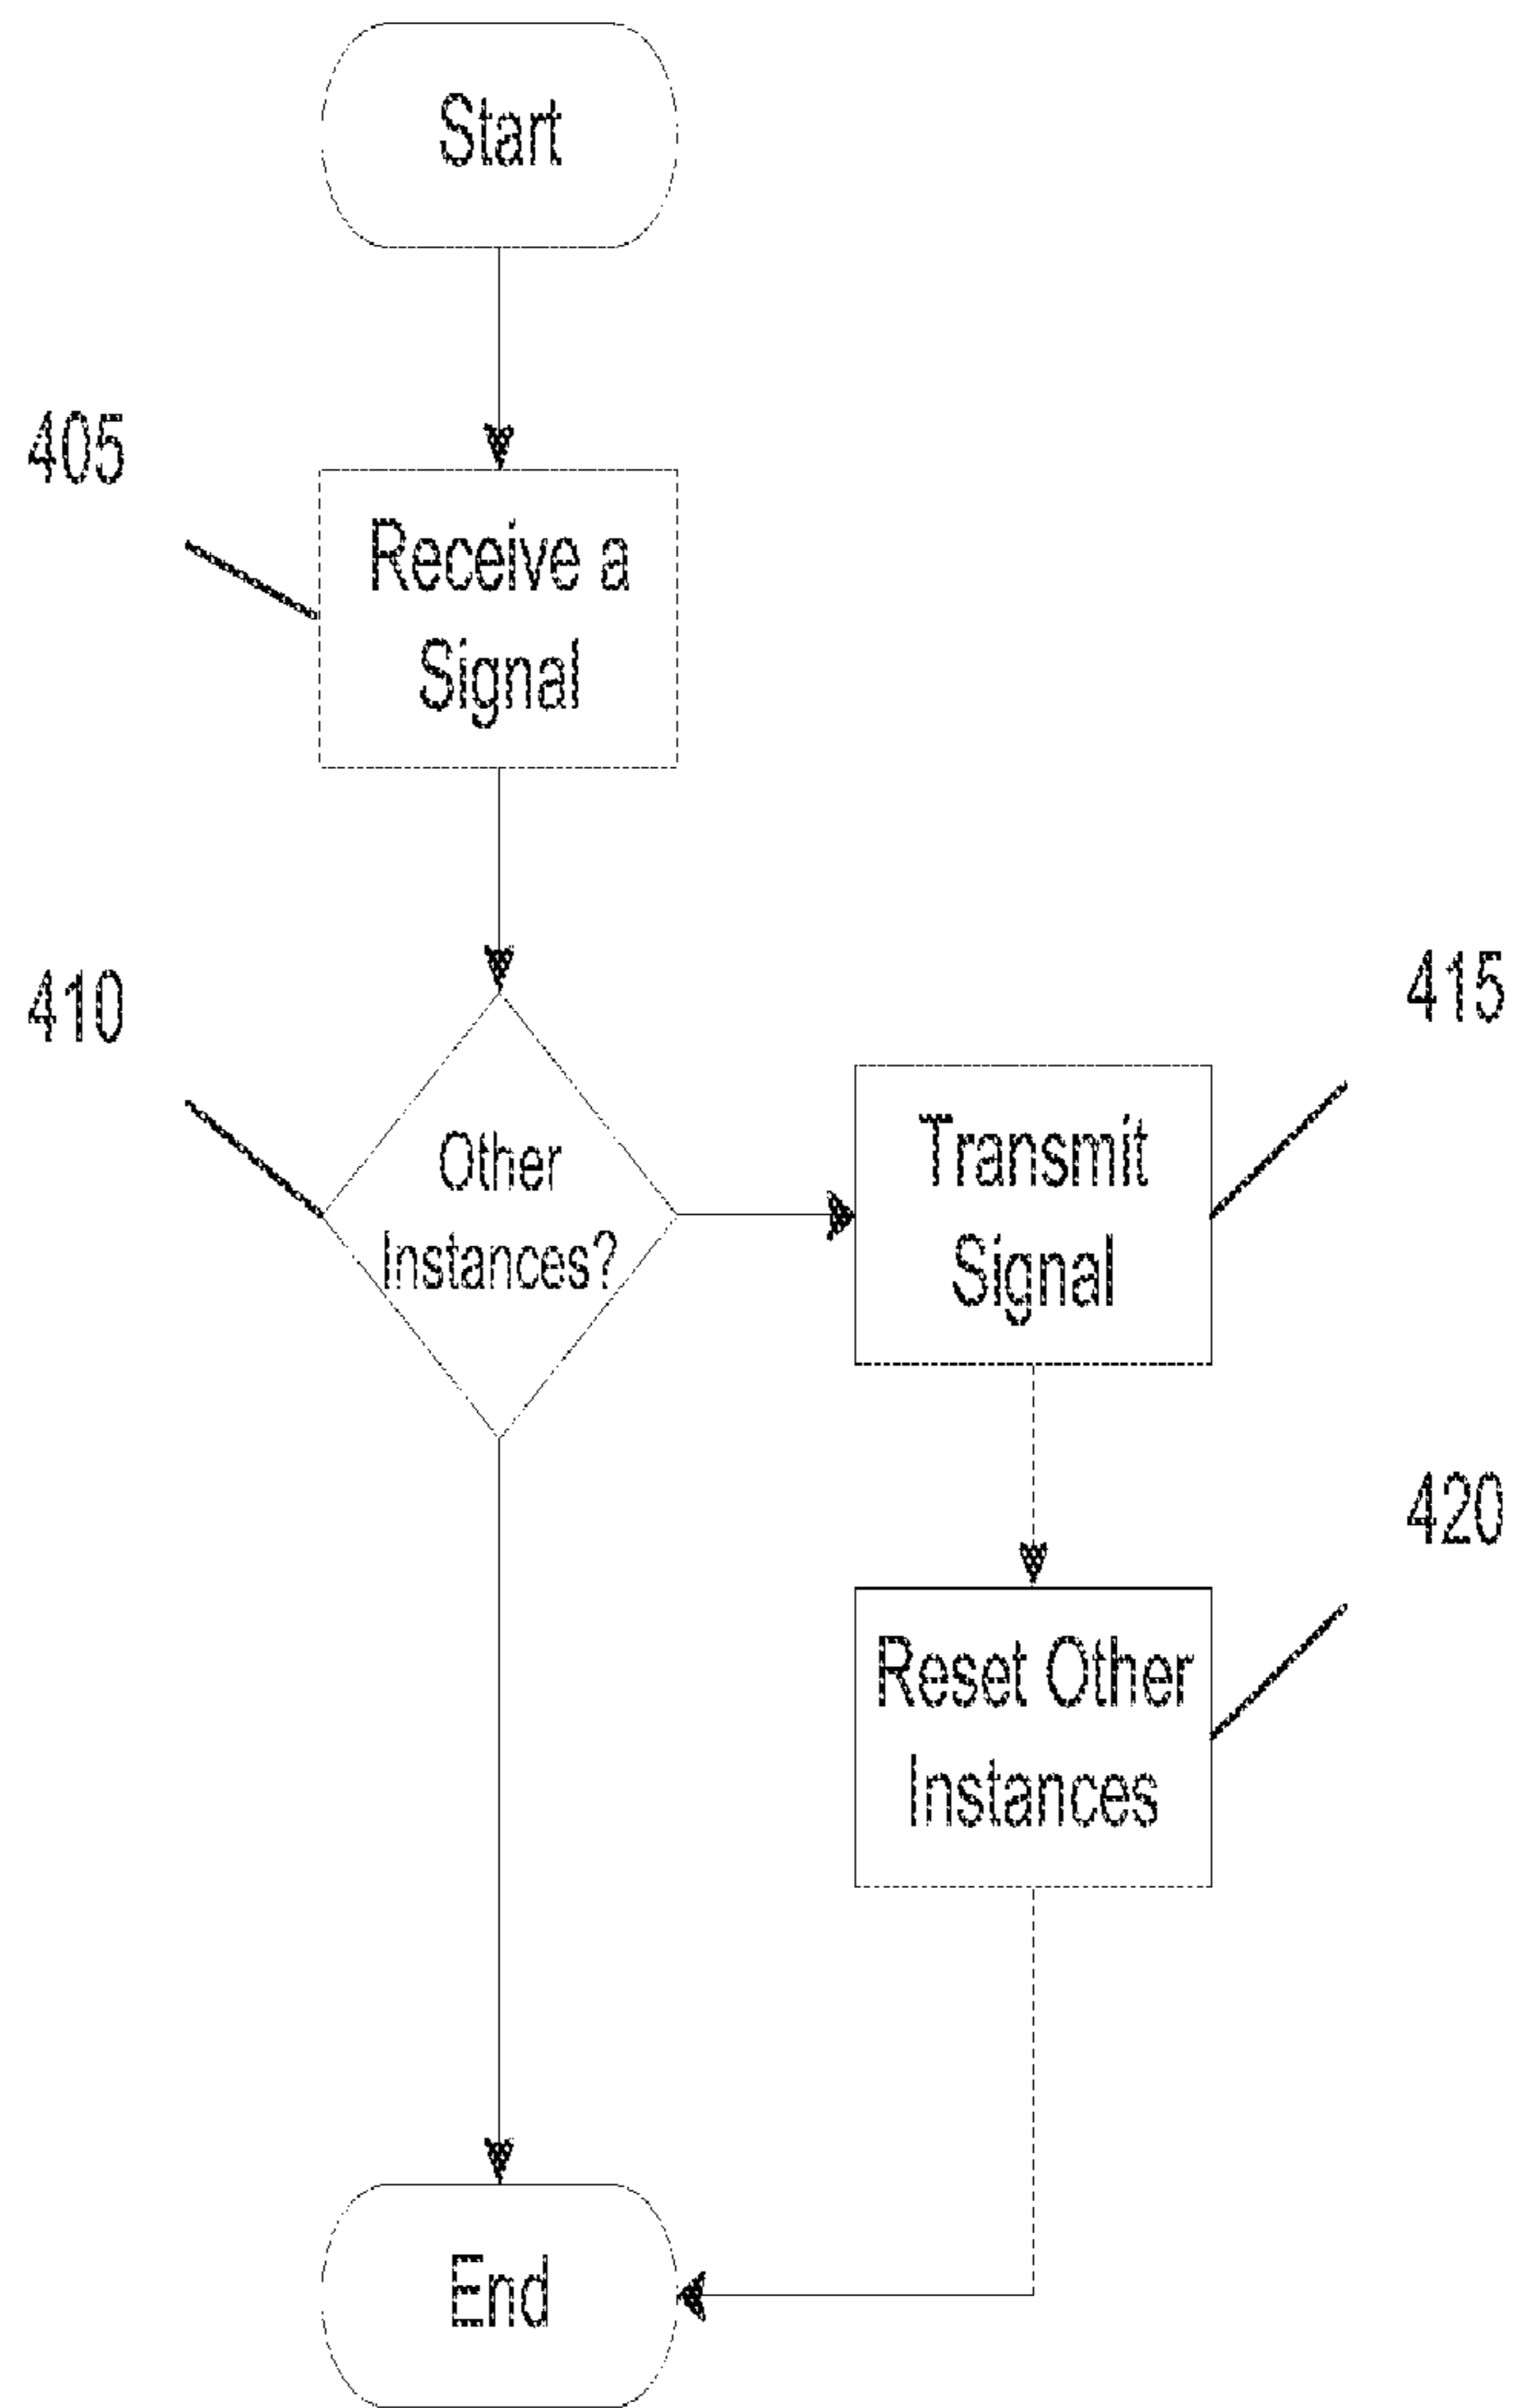 Start
405
Receive a
Signal
410
Other
Instances?
415
Transmit
Signal
420
Reset Other
Instances
End